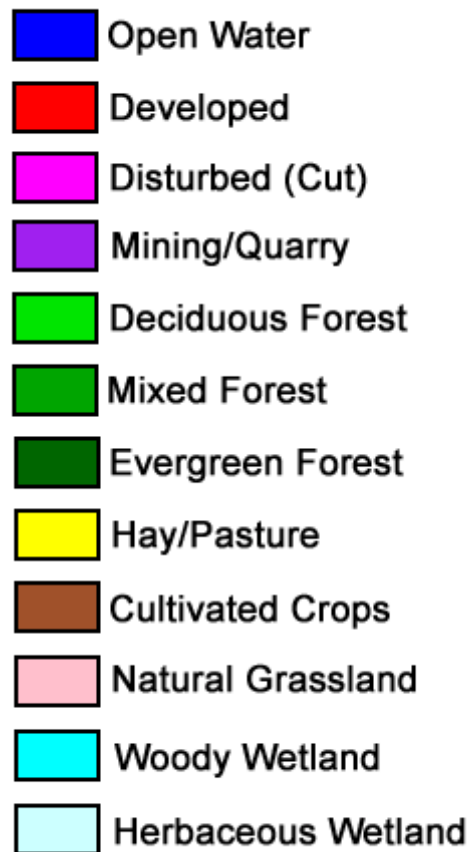 Open Water
Developed
Disturbed (Cut)
Mining/Quarry
Deciduous Forest
Mixed Forest
Evergreen Forest
Hay/Pasture
Cultivated Crops
Natural Grassland
Woody Wetland
Herbaceous Wetland